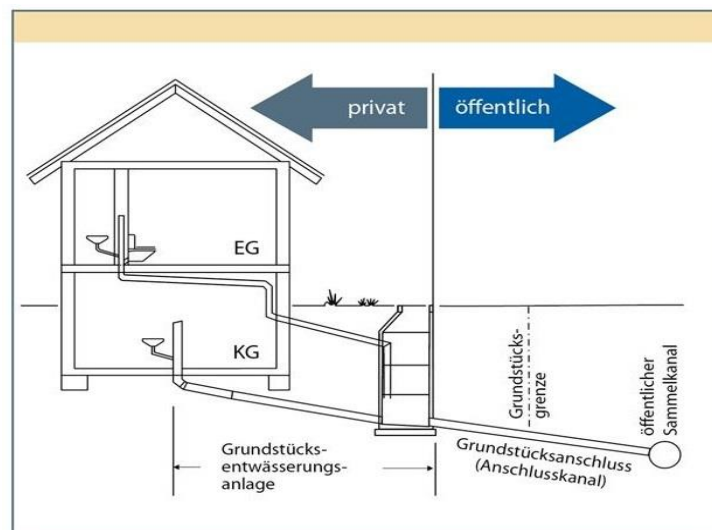 privat
öffentlich
EG
KG
Grundstücks-
grenze
öffentlicher
Sammelkanal
Grundstücks-
entwässerungs-
anlage
Grundstücksanschluss
(Anschlusskanal)